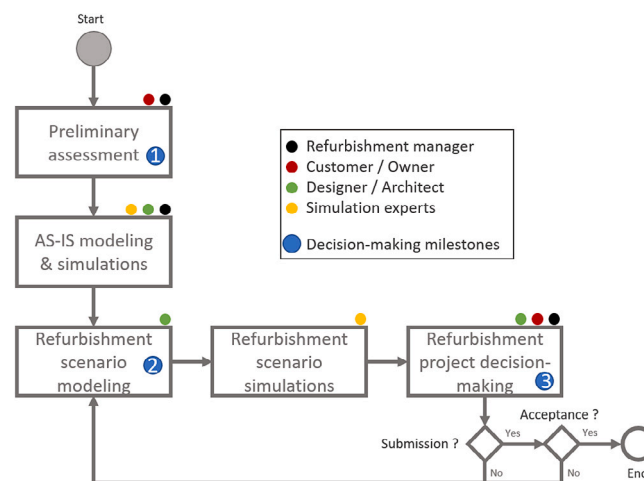 Start
Preliminary
assessment
1
Refurbishment manager
Customer / Owner
Designer / Architect
Simulation experts
Decision-making milestones
AS-IS modeling
& simulations
Refurbishment
scenario
modeling
2
Refurbishment
scenario
simulations
Refurbishment
project decision-
making
3
Submission ?
Yes
No
Acceptance ?
Yes
No
End